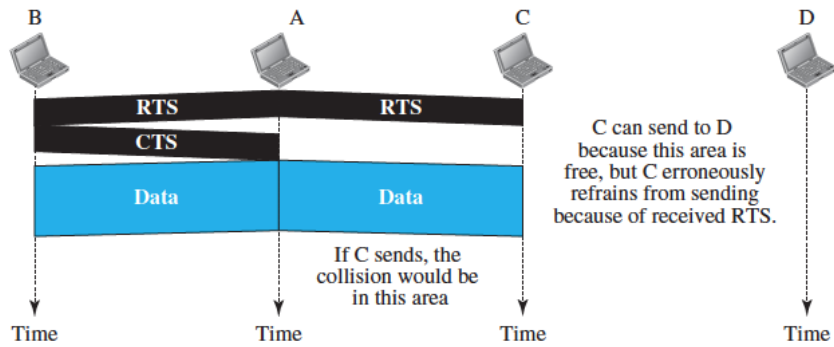 B
A
C
D
RTS
RTS
CTS
Data
Data
C can send to D
because this area is
free, but C erroneously
refrains from sending
because of received RTS.
If C sends, the
collision would be
in this area
Time
Time
Time
Time